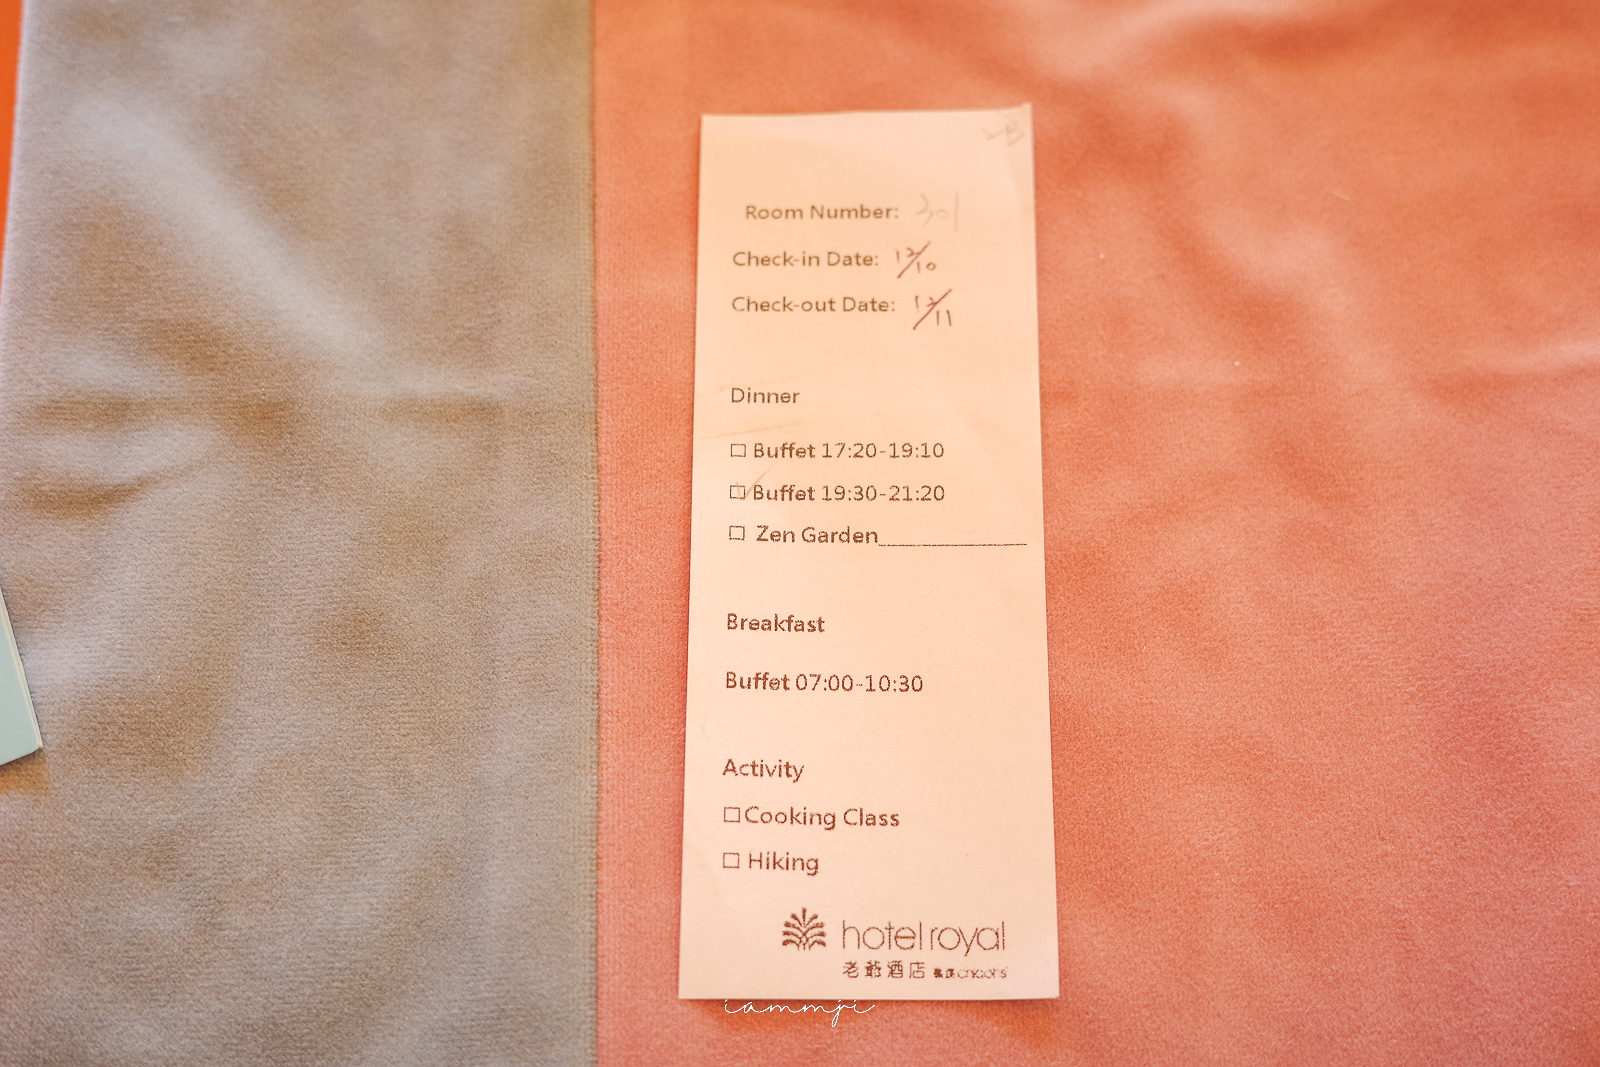 Room Number: 301
Check-in Date: 12/10
Check-out Date: 12/11
Dinner
☐ Buffet 17:20-19:10
☐ Buffet 19:30-21:20
☐ Zen Garden____________
Breakfast
Buffet 07:00-10:30
Activity
☐Cooking Class
☐ Hiking
hotel royal
老爺酒店
iammji